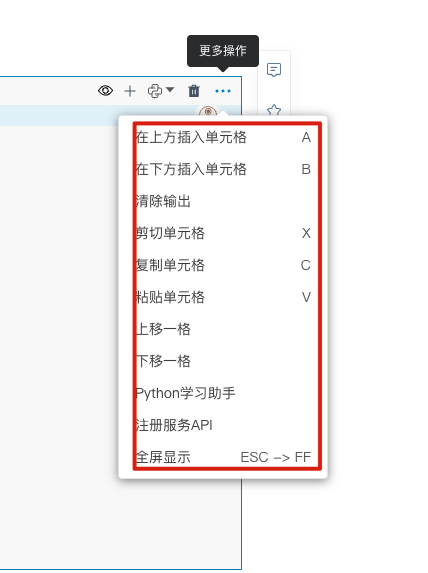 更多操作
在上方插入单元格 A
在下方插入单元格 B
清除输出
剪切单元格 X
复制单元格 C
粘贴单元格 V
上移一格
下移一格
Python学习助手
注册服务API
全屏显示 ESC -> FF